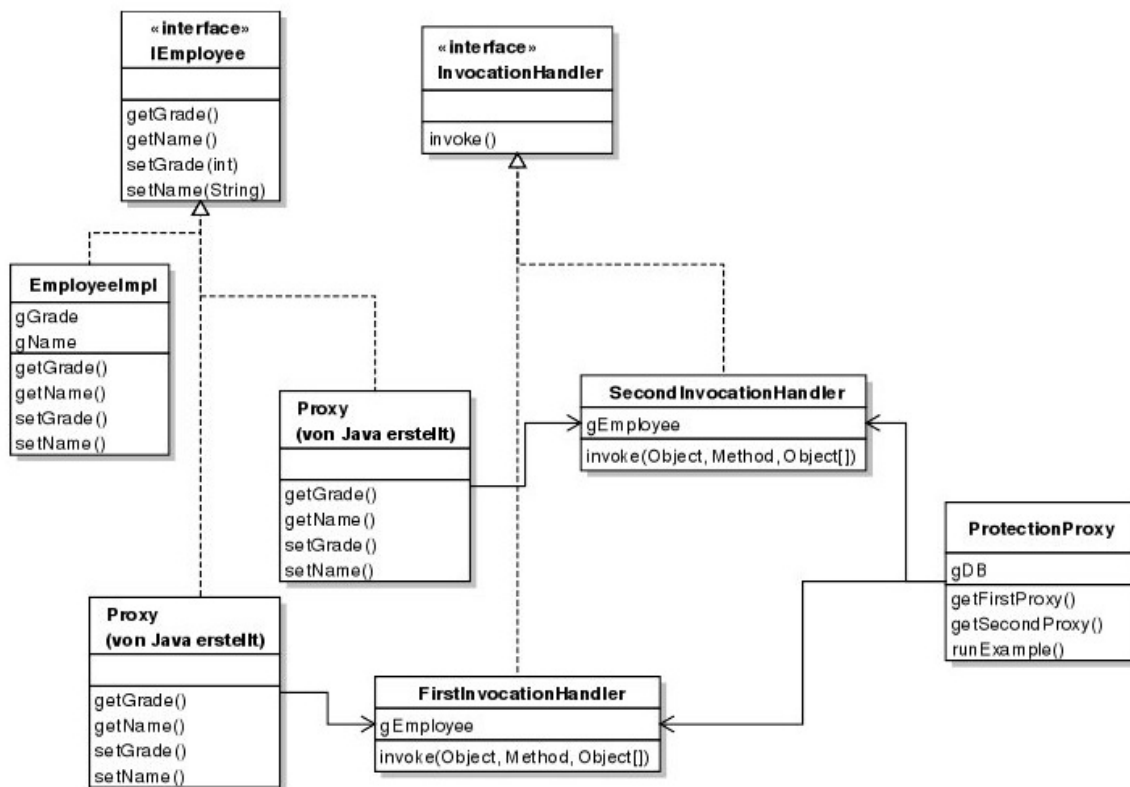 «interface»
IEmployee
getGrade()
getName()
setGrade(int)
setName(String)
«interface»
InvocationHandler
invoke()
EmployeeImpl
gGrade
gName
getGrade()
getName()
setGrade()
setName()
Proxy
(von Java erstellt)
getGrade()
getName()
setGrade()
setName()
SecondInvocationHandler
gEmployee
invoke(Object, Method, Object[])
ProtectionProxy
gDB
getFirstProxy()
getSecondProxy()
runExample()
Proxy
(von Java erstellt)
getGrade()
getName()
setGrade()
setName()
FirstInvocationHandler
gEmployee
invoke(Object, Method, Object[])